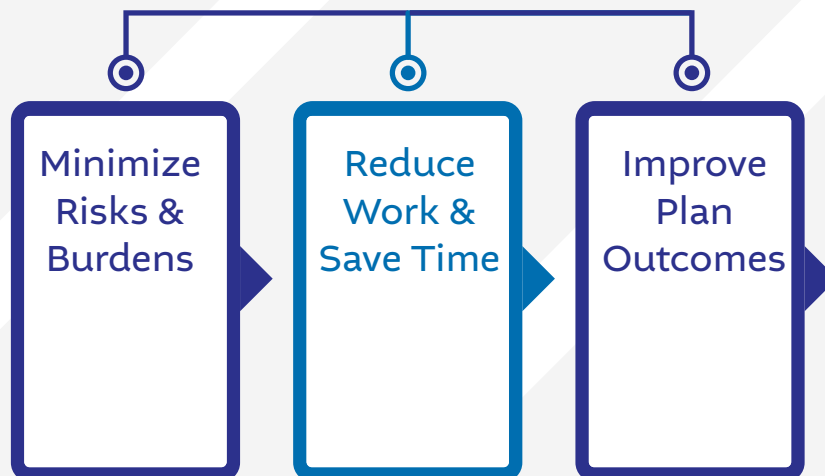 Minimize
Risks &
Burdens
Reduce
Work &
Save Time
Improve
Plan
Outcomes